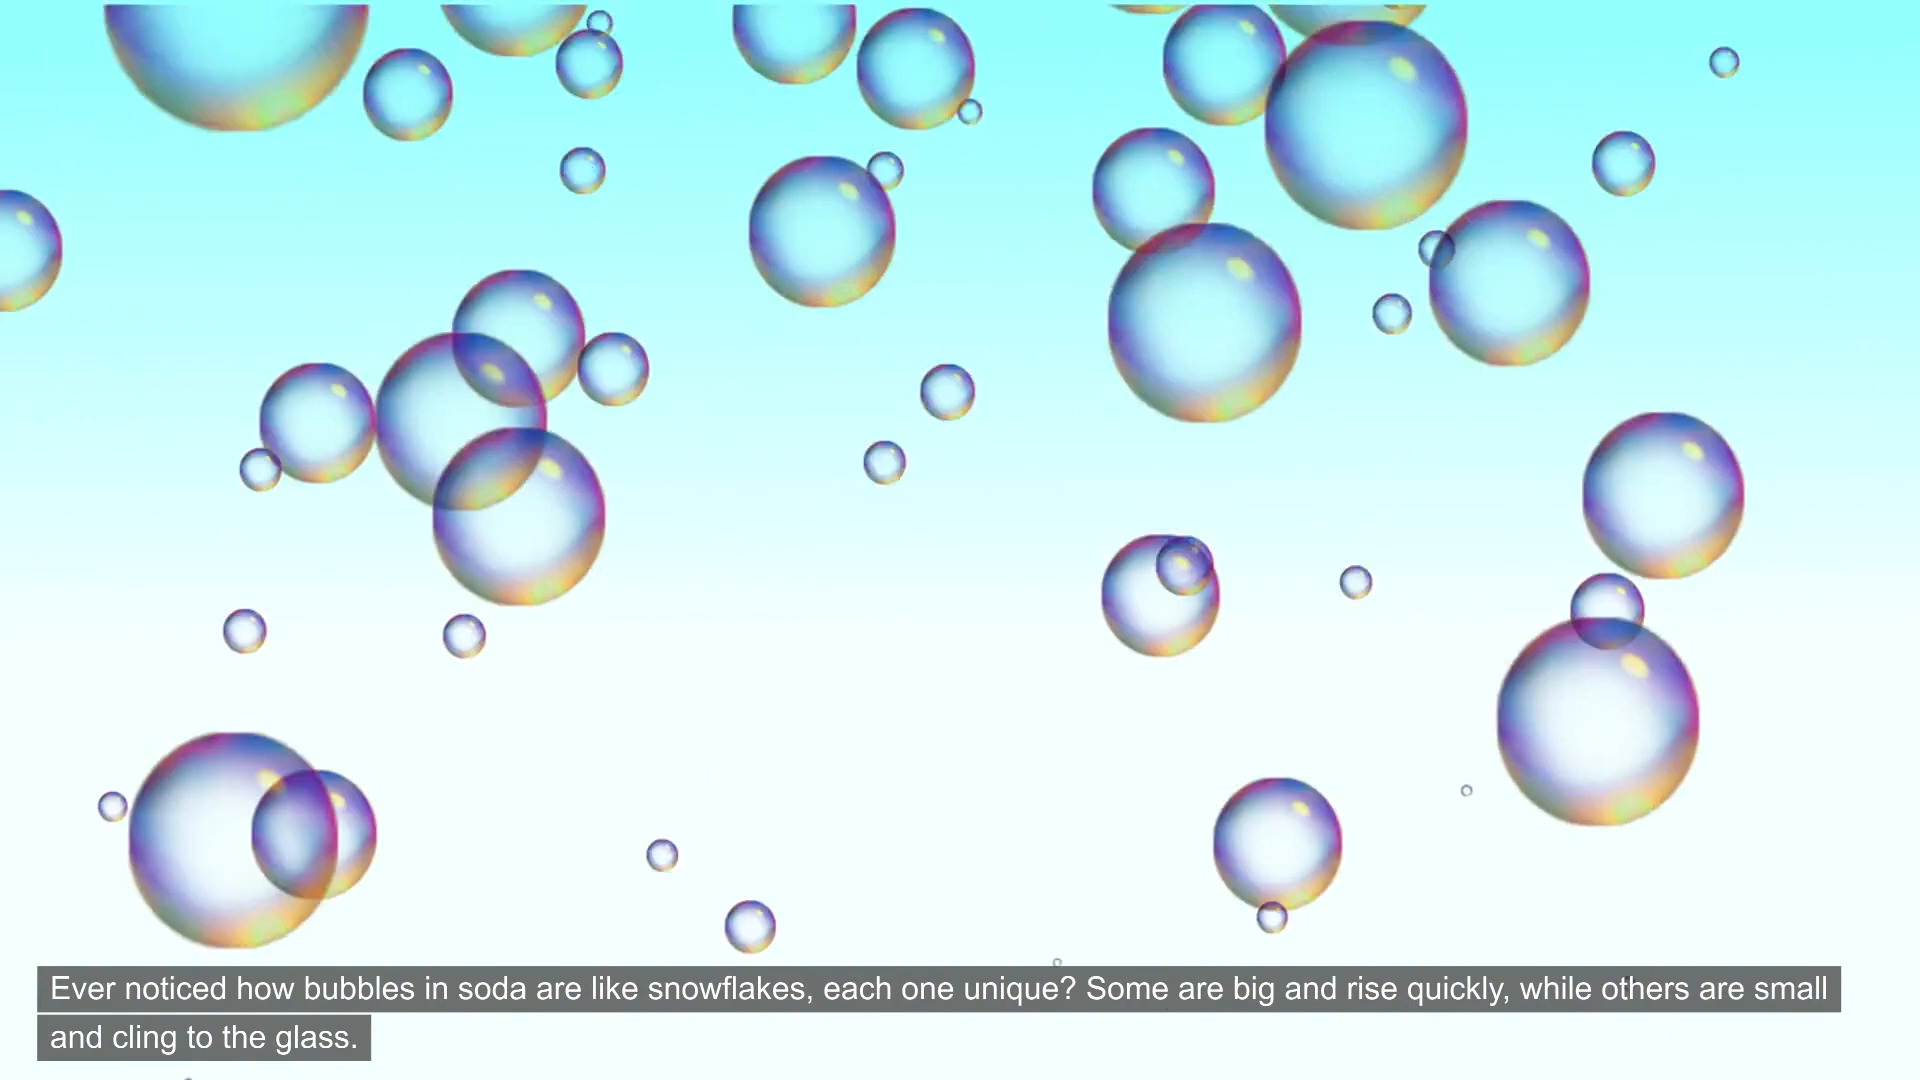 Ever noticed how bubbles in soda are like snowflakes, each one unique? Some are big and rise quickly, while others are small
and cling to the glass.